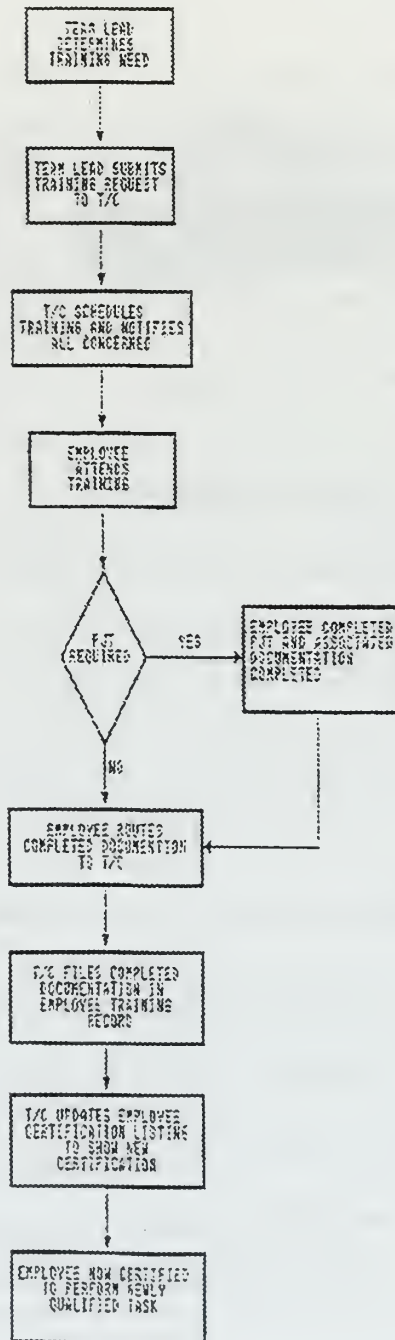 TEAM LEAD
DETERMINES
TRAINING NEED
TEAM LEAD SUBMITS
TRAINING REQUEST
TO T/C
T/C SCHEDULES
TRAINING AND NOTIFIES
ALL CONCERNED
EMPLOYEE
ATTENDS
TRAINING
REQUIRED
YES
EMPLOYEE COMPLETED
AND ASSOCIATED
DOCUMENTATION
COMPLETED
NO
EMPLOYEE ROUTES
COMPLETED DOCUMENTION
TO T/C
T/C FILES COMPLETED
DOCUMENTATION IN
EMPLOYEE TRAINING
RECORD
T/C UPDATES EMPLOYEE
CERTIFICATION LISTING
TO SHOW NEW
CERTIFICATION
EMPLOYEE NOW CERTIFIED
TO PERFORM NEWLY
QUALIFIED TASK